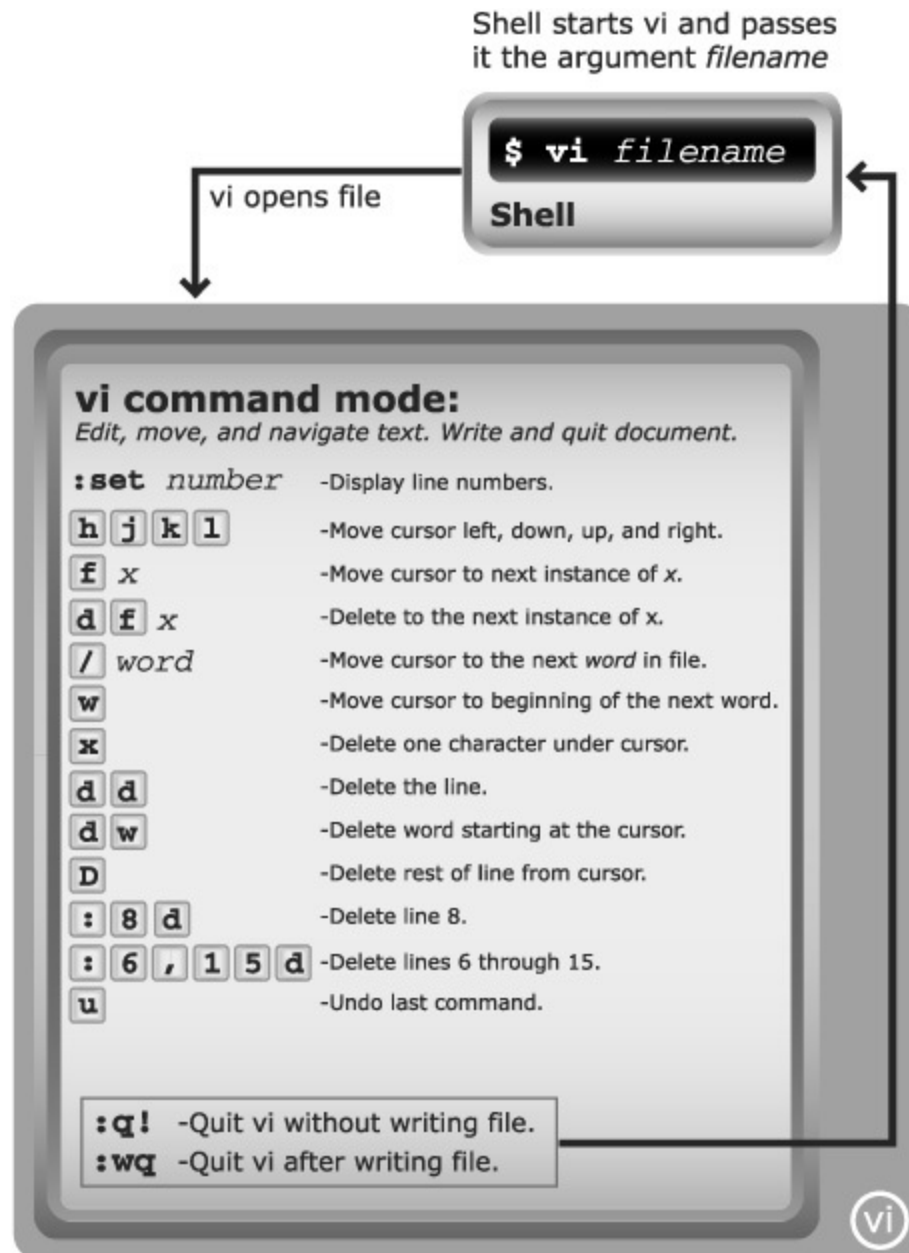 Shell starts vi and passes
it the argument filename
$ vi filename
Shell
vi opens file
vi command mode:
Edit, move, and navigate text. Write and quit document.
:set number -Display line numbers.
h j k l -Move cursor left, down, up, and right.
f x -Move cursor to next instance of x.
d f x -Delete to the next instance of x.
/ word -Move cursor to the next word in file.
w -Move cursor to beginning of the next word.
x -Delete one character under cursor.
d d -Delete the line.
d w -Delete word starting at the cursor.
D -Delete rest of line from cursor.
: 8 d -Delete line 8.
: 6 , 1 5 d -Delete lines 6 through 15.
u -Undo last command.
:q! -Quit vi without writing file.
:wq -Quit vi after writing file.
vi